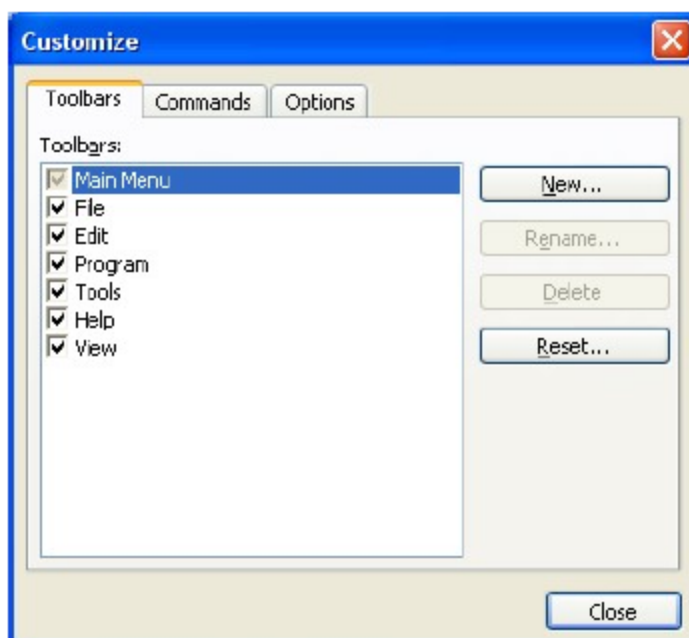 Customize
Toolbars Commands Options
Toolbars:
Main Menu
File
Edit
Program
Tools
Help
View
New...
Rename...
Delete
Reset...
Close